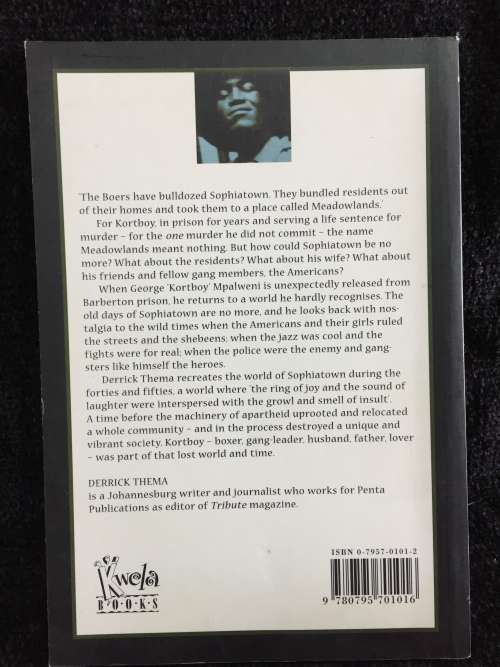 'The Boers have bulldozed Sophiatown. They bundled residents out
of their homes and took them to a place called Meadowlands.'
For Kortboy, in prison for years and serving a life sentence for
murder – for the one murder he did not commit – the name
Meadowlands meant nothing. But how could Sophiatown be no
more? What about the residents? What about his wife? What about
his friends and fellow gang members, the Americans?
When George 'Kortboy' Mpalweni is unexpectedly released from
Barberton prison, he returns to a world he hardly recognises. The
old days of Sophiatown are no more, and he looks back with nos-
talgia to the wild times when the Americans and their girls ruled
the streets and the shebeens; when the jazz was cool and the
fights were for real; when the police were the enemy and gang-
sters like himself the heroes.
Derrick Thema recreates the world of Sophiatown during the
forties and fifties, a world where 'the ring of joy and the sound of
laughter were interspersed with the growl and smell of insult'.
A time before the machinery of apartheid uprooted and relocated
a whole community – and in the process destroyed a unique and
vibrant society. Kortboy – boxer, gang-leader, husband, father, lover
– was part of that lost world and time.
DERRICK THEMA
is a Johannesburg writer and journalist who works for Penta
Publications as editor of Tribute magazine.
Kwela
BOOKS
ISBN 0-7957-0101-2
9 780795 701016